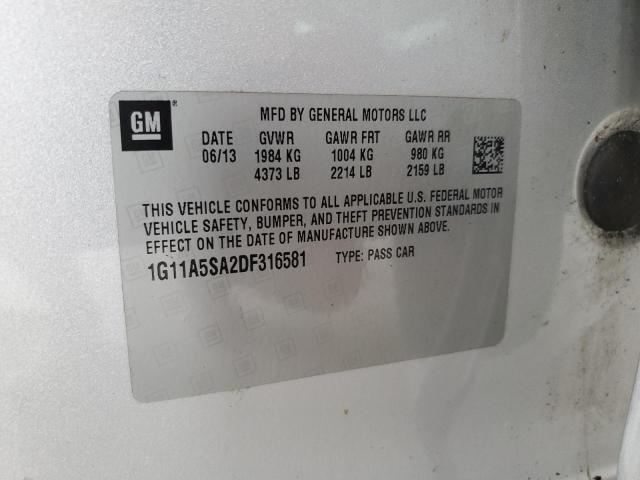 GM ®
MFD BY GENERAL MOTORS LLC
DATE GVWR GAWR FRT GAWR RR
06/13 1984 KG 1004 KG 980 KG
4373 LB 2214 LB 2159 LB
THIS VEHICLE CONFORMS TO ALL APPLICABLE U.S. FEDERAL MOTOR
VEHICLE SAFETY, BUMPER, AND THEFT PREVENTION STANDARDS IN
EFFECT ON THE DATE OF MANUFACTURE SHOWN ABOVE.
1G11A5SA2DF316581 TYPE: PASS CAR